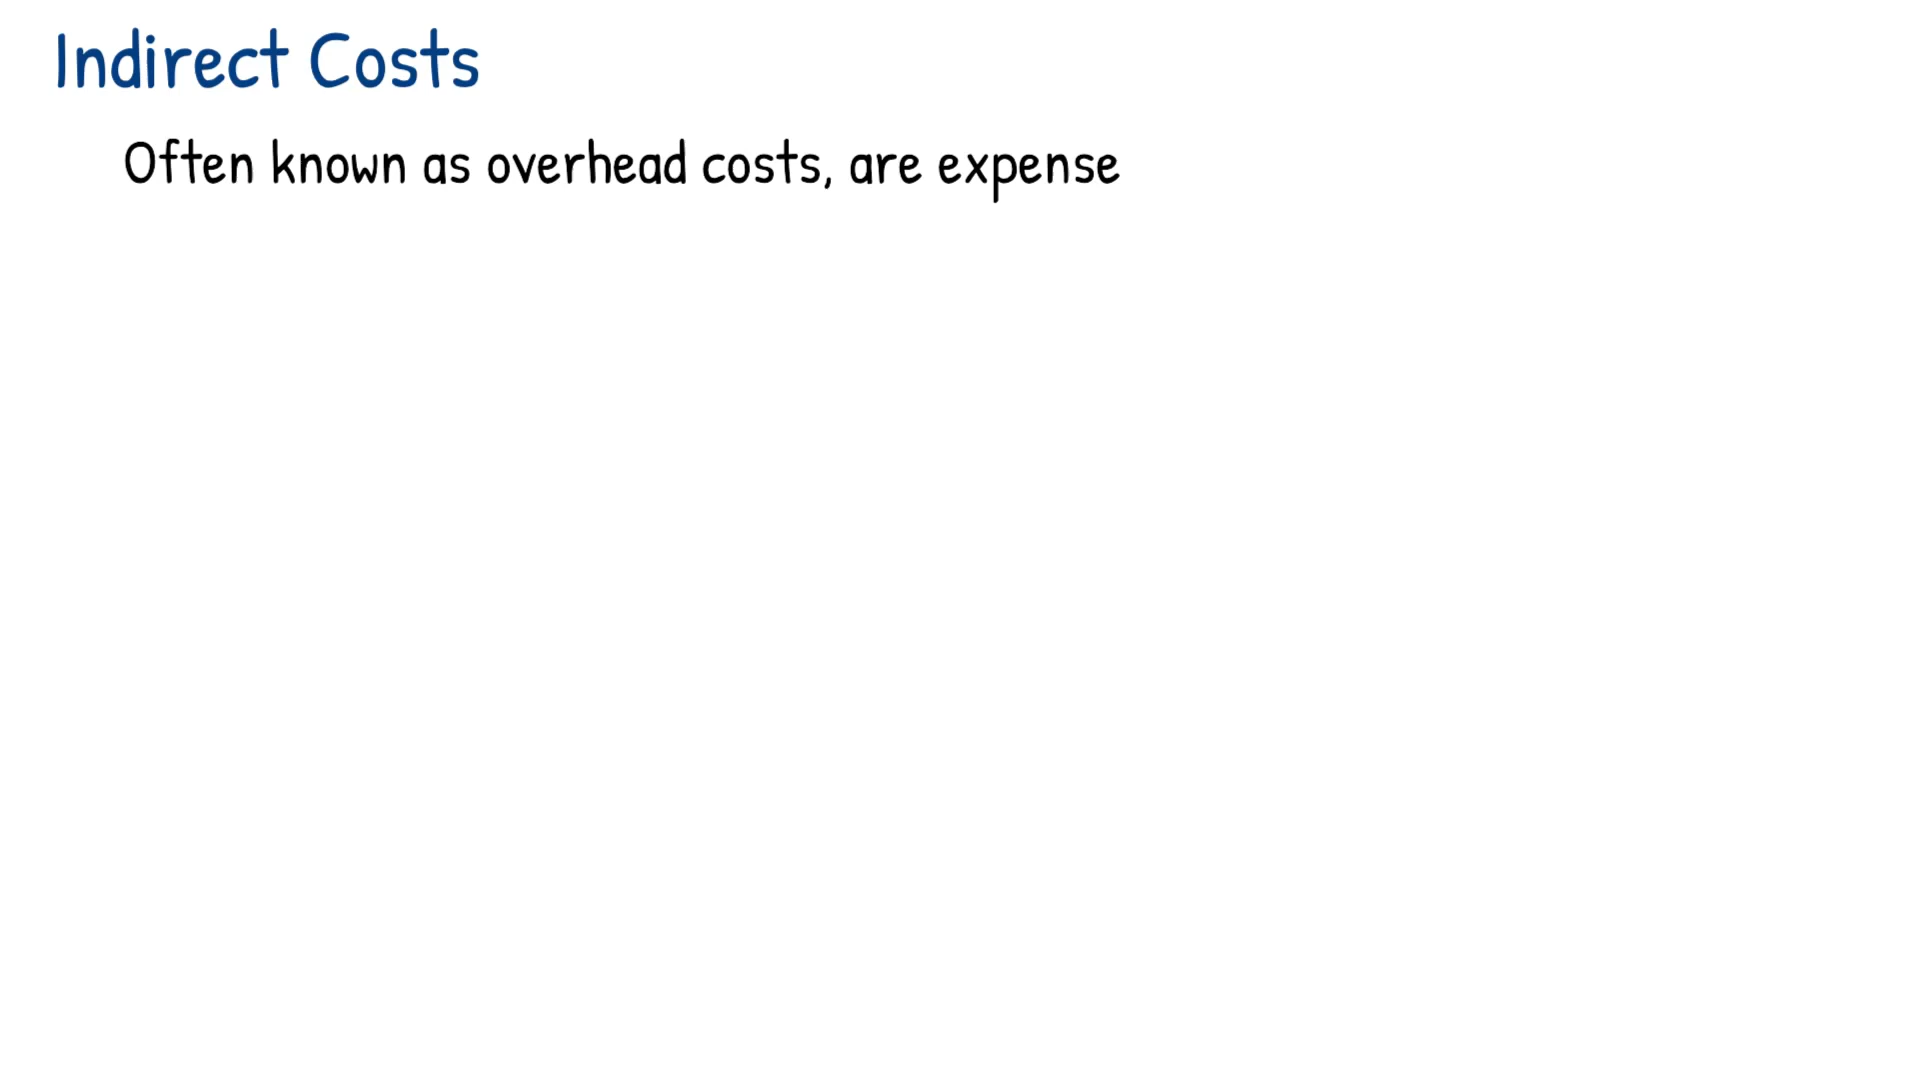 Indirect Costs
Often known as overhead costs, are expense